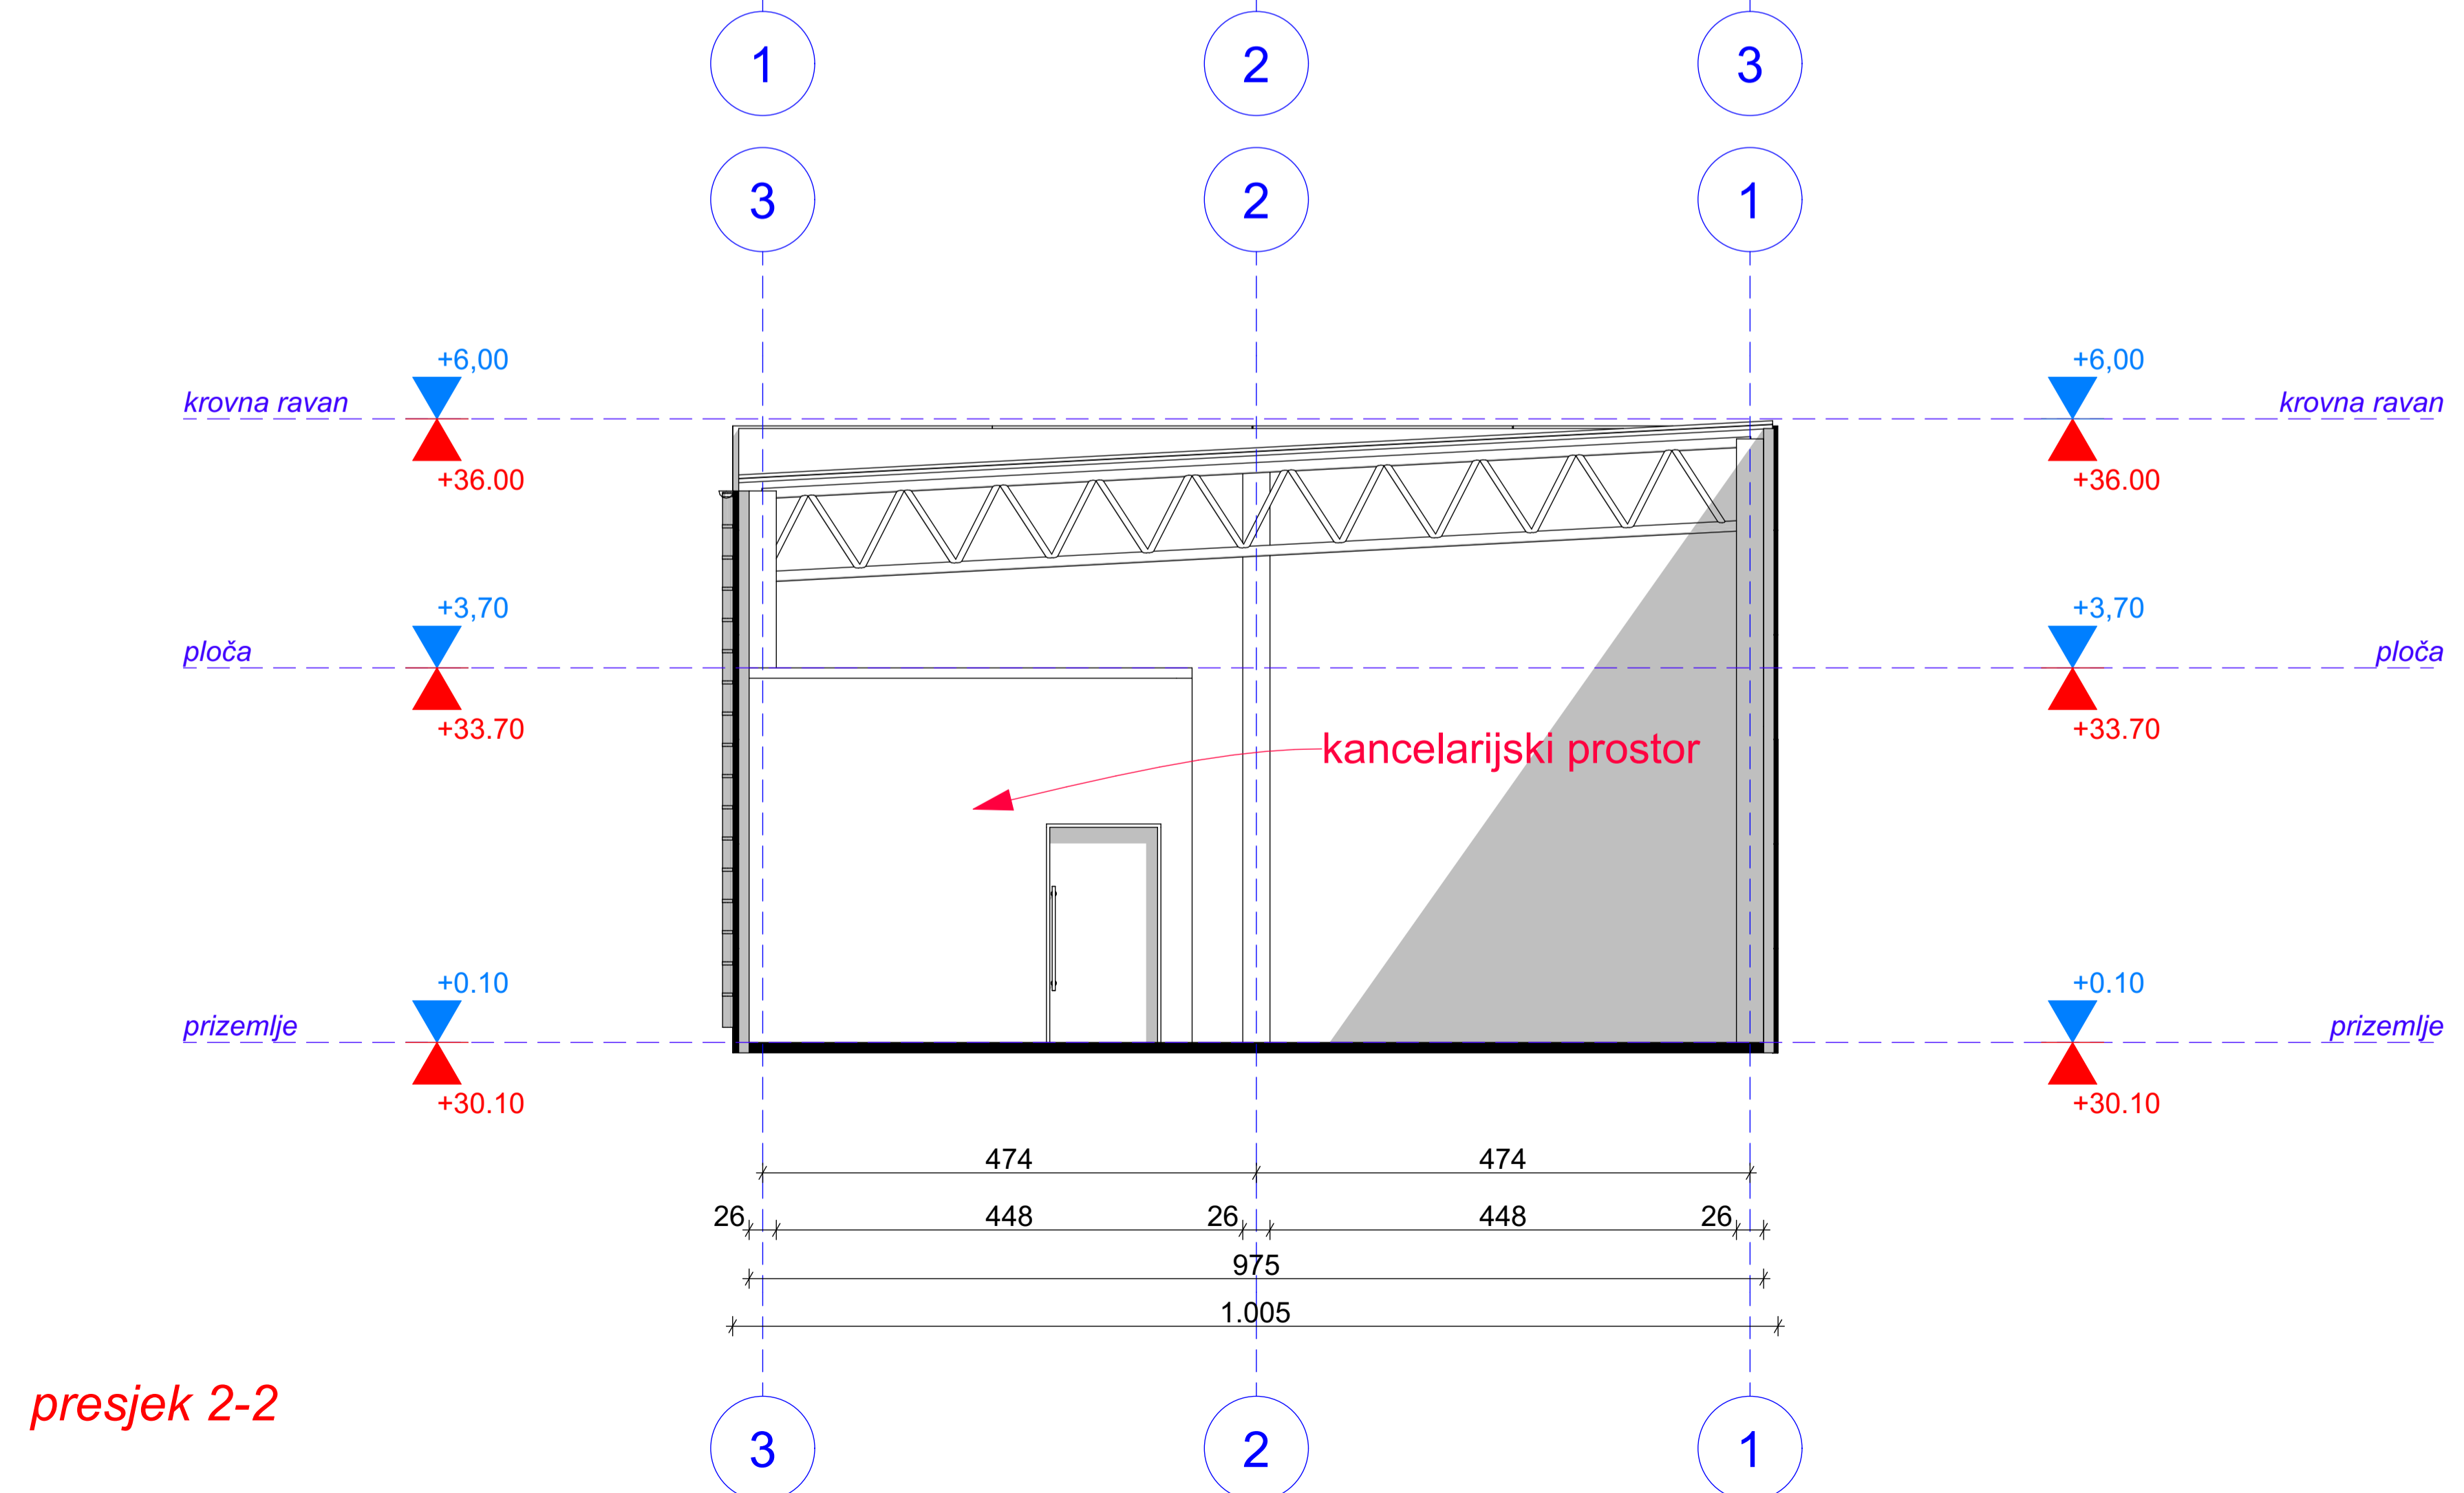 1 2 3
3 2 1
+6,00 +6,00
krovna ravan krovna ravan
+36.00 +36.00
+3,70 +3,70
ploča ploča
+33.70 +33.70
kancelarijski prostor
+0.10 +0.10
prizemlje prizemlje
+30.10 +30.10
474 474
26 448 26 448 26
975
1.005
presjek 2-2
3 2 1